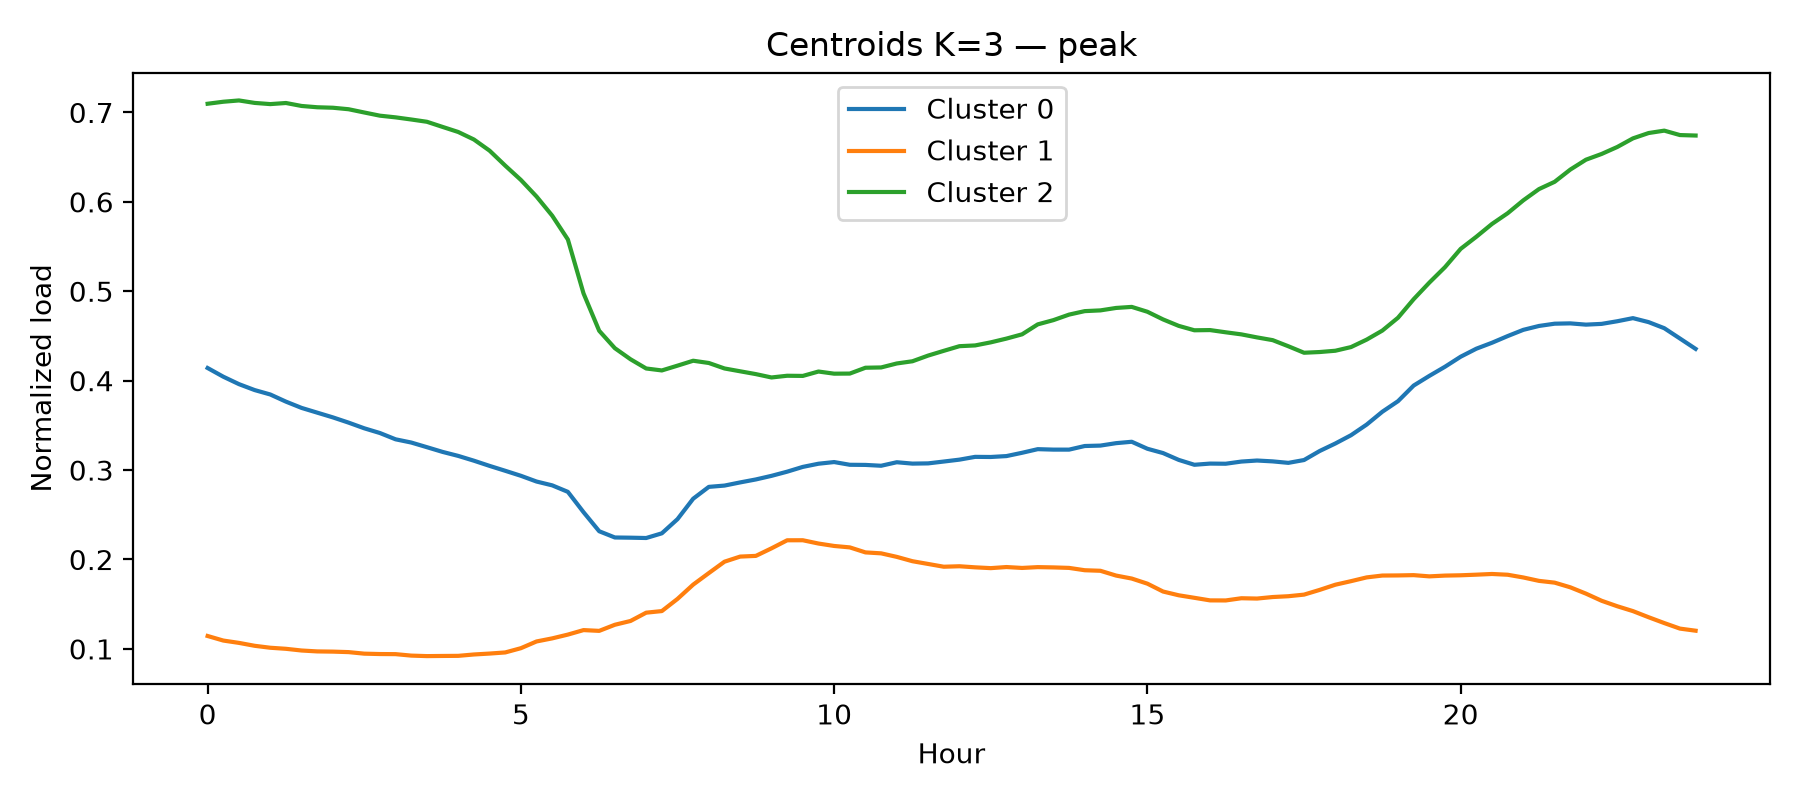 Centroids K=3 — peak
Cluster 0
Cluster 1
Cluster 2
Normalized load
0.7
0.6
0.5
0.4
0.3
0.2
0.1
0 5 10 15 20
Hour